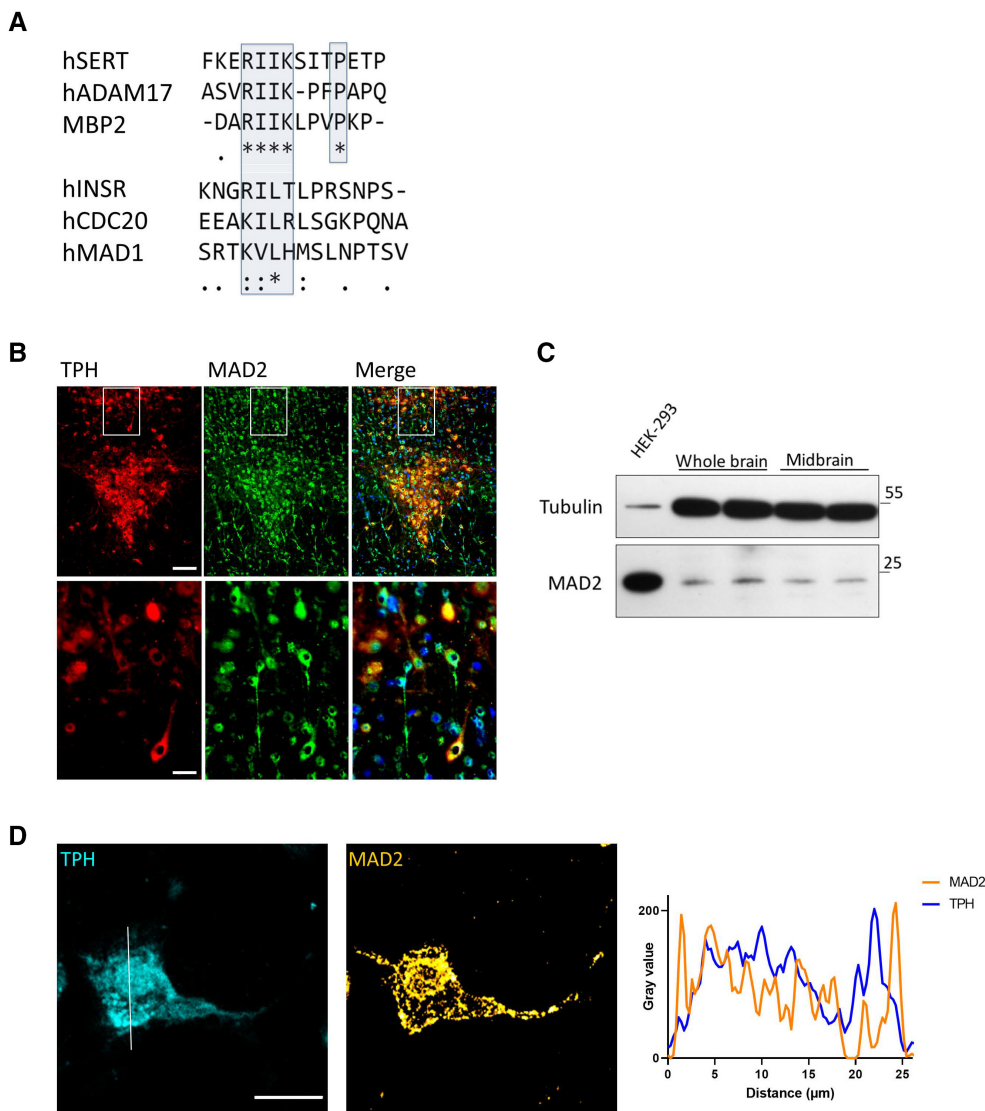 A
hSERT FKERIIKSITPETP
hADAM17 ASVRIIK-PFPAPQ
MBP2 -DARIIKLPVPKP-
. **** *
hINSR KNGRILTLPRSNPS-
hCDC20 EEAKILRLSGKPQNA
hMAD1 SRTKVLHMSLNPTSV
.. ::* : . .
B
TPH MAD2 Merge
C
HEK-293
Whole brain Midbrain
Tubulin 55
MAD2 25
D
TPH
MAD2
MAD2
TPH
Gray value
200
0
0 5 10 15 20 25
Distance (µm)